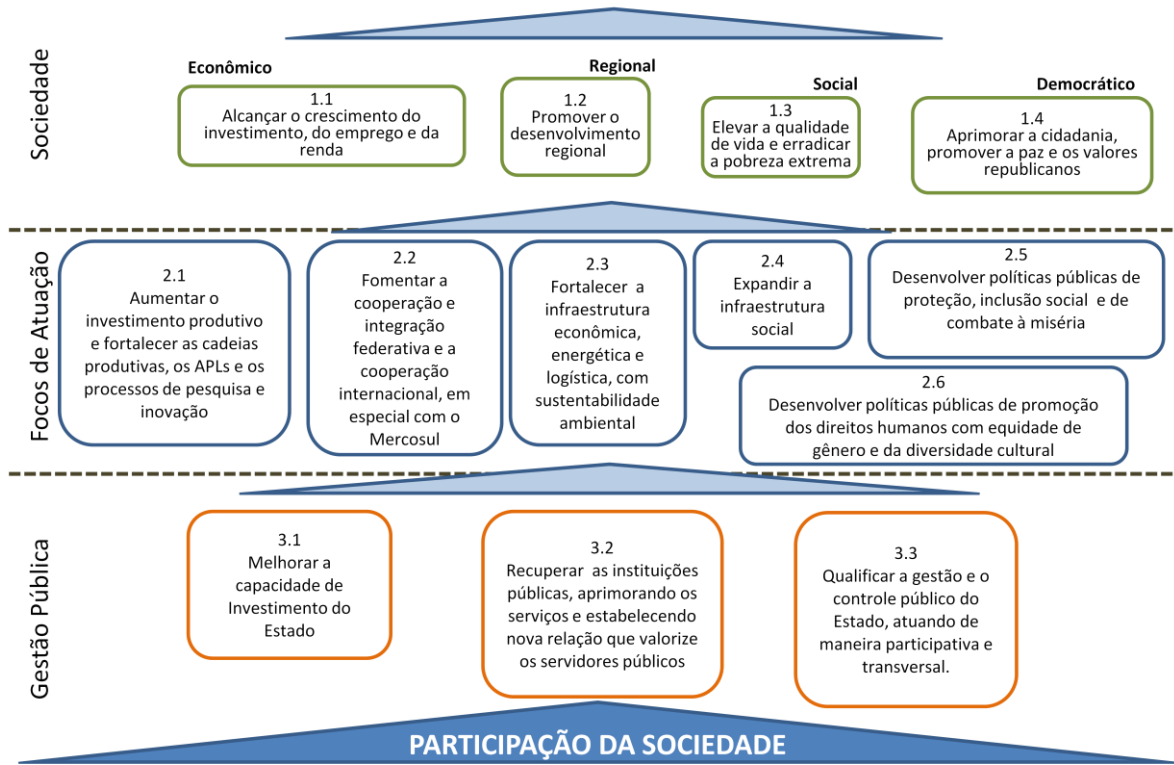 Sociedade
Econômico
1.1
Alcançar o crescimento do
investimento, do emprego e da
renda
Regional
1.2
Promover o
desenvolvimento
regional
Social
1.3
Elevar a qualidade
de vida e erradicar
a pobreza extrema
Democrático
1.4
Aprimorar a cidadania,
promover a paz e os valores
republicanos
Focos de Atuação
2.1
Aumentar o
investimento produtivo
e fortalecer as cadeias
produtivas, os APLs e os
processos de pesquisa e
inovação
2.2
Fomentar a
cooperação e
integração
federativa e a
cooperação
internacional, em
especial com o
Mercosul
2.3
Fortalecer a
infraestrutura
econômica,
energética e
logística, com
sustentabilidade
ambiental
2.4
Expandir a
infraestrutura
social
2.5
Desenvolver políticas públicas de
proteção, inclusão social e de
combate à miséria
2.6
Desenvolver políticas públicas de promoção
dos direitos humanos com equidade de
gênero e da diversidade cultural
Gestão Pública
3.1
Melhorar a
capacidade de
Investimento do
Estado
3.2
Recuperar as instituições
públicas, aprimorando os
serviços e estabelecendo
nova relação que valorize
os servidores públicos
3.3
Qualificar a gestão e o
controle público do
Estado, atuando de
maneira participativa e
transversal.
PARTICIPAÇÃO DA SOCIEDADE